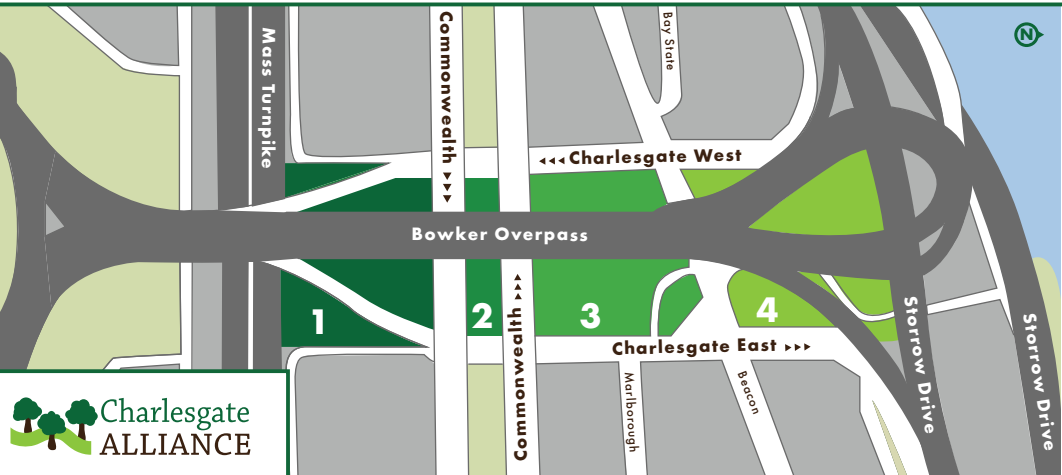 Mass Turnpike
Commonwealth
Bay State
N
Charlesgate West
Bowker Overpass
1
2
3
4
Commonwealth
Charlesgate East
Marlborough
Beacon
Storrow Drive
Storrow Drive
Charlesgate
ALLIANCE